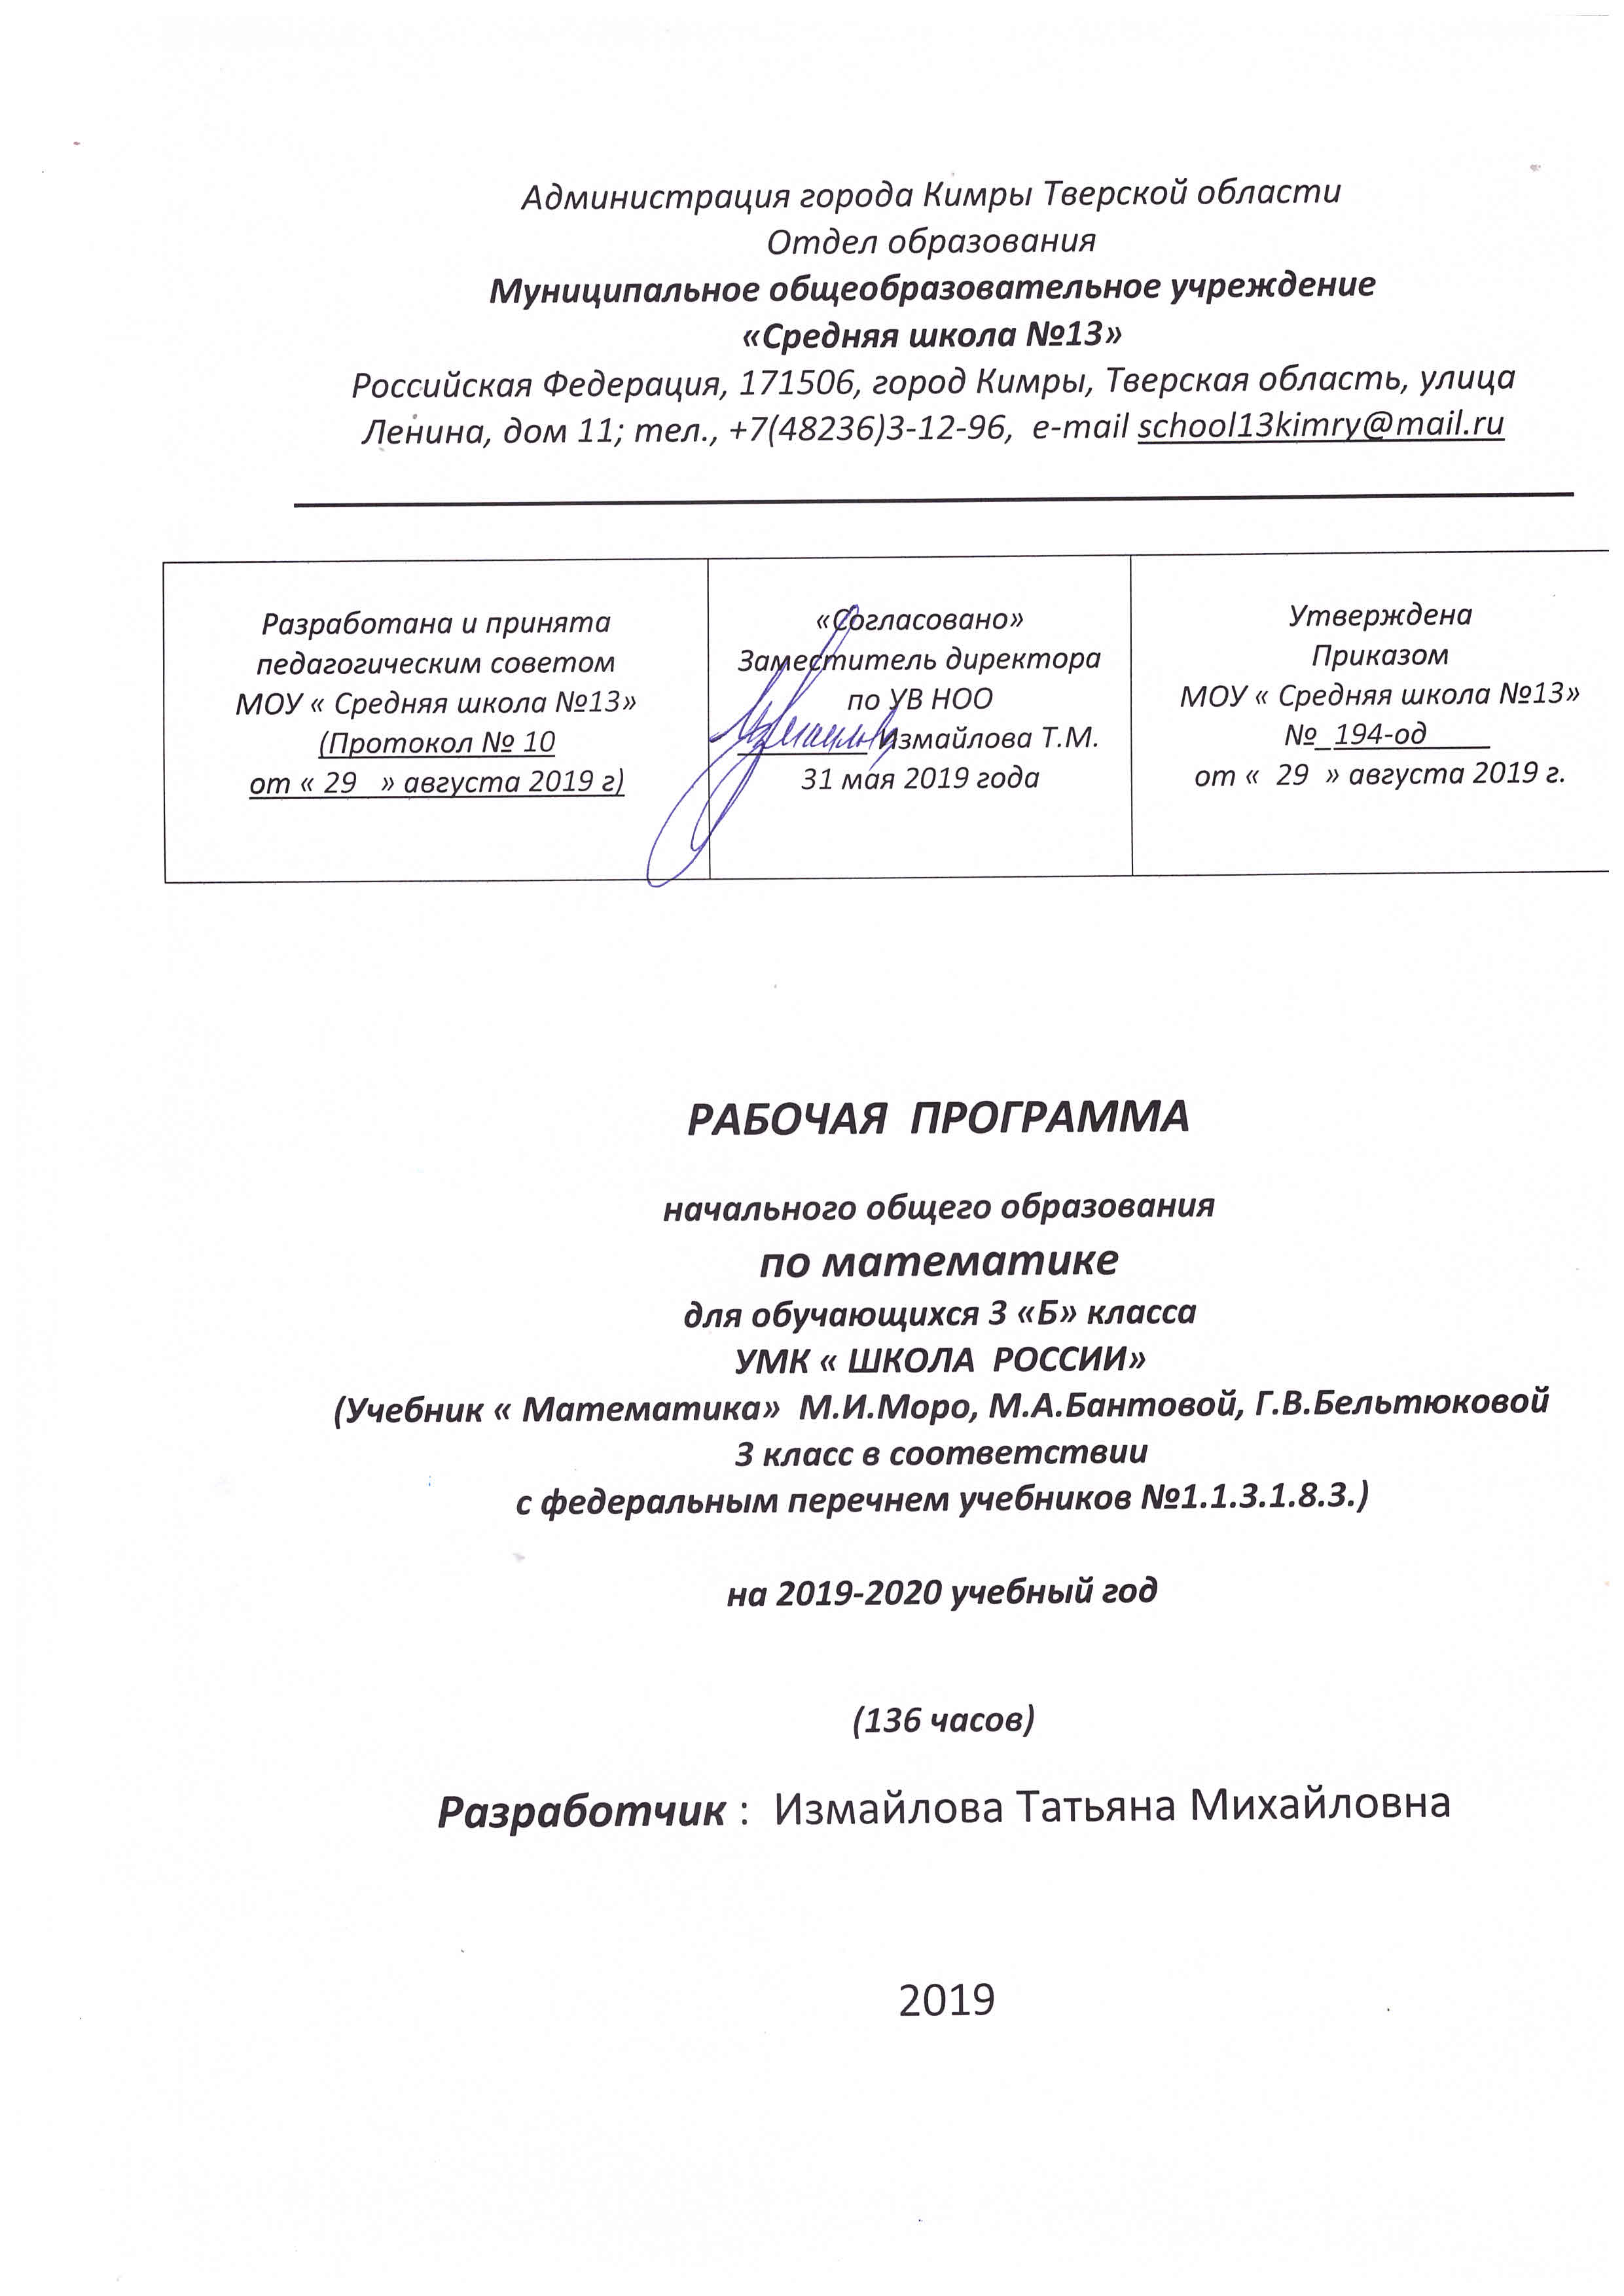 Администрация города Кимры Тверской области
Отдел образования
Муниципальное общеобразовательное учреждение
«Средняя школа №13»
Российская Федерация, 171506, город Кимры, Тверская область, улица
Ленина, дом 11; тел., +7(48236)3-12-96, e-mail school13kimry@mail.ru
Разработана и принята
педагогическим советом
МОУ « Средняя школа №13»
(Протокол № 10
от « 29 » августа 2019 г)
«Согласовано»
Заместитель директора
по УВ НОО
Измайлова Т.М.
31 мая 2019 года
Утверждена
Приказом
МОУ « Средняя школа №13»
№_194-од____
от « 29 » августа 2019 г.
РАБОЧАЯ ПРОГРАММА
начального общего образования
по математике
для обучающихся 3 «Б» класса
УМК « ШКОЛА РОССИИ»
(Учебник « Математика» М.И.Моро, М.А.Бантовой, Г.В.Бельтюковой
3 класс в соответствии
с федеральным перечнем учебников №1.1.3.1.8.3.)
на 2019-2020 учебный год
(136 часов)
Разработчик : Измайлова Татьяна Михайловна
2019